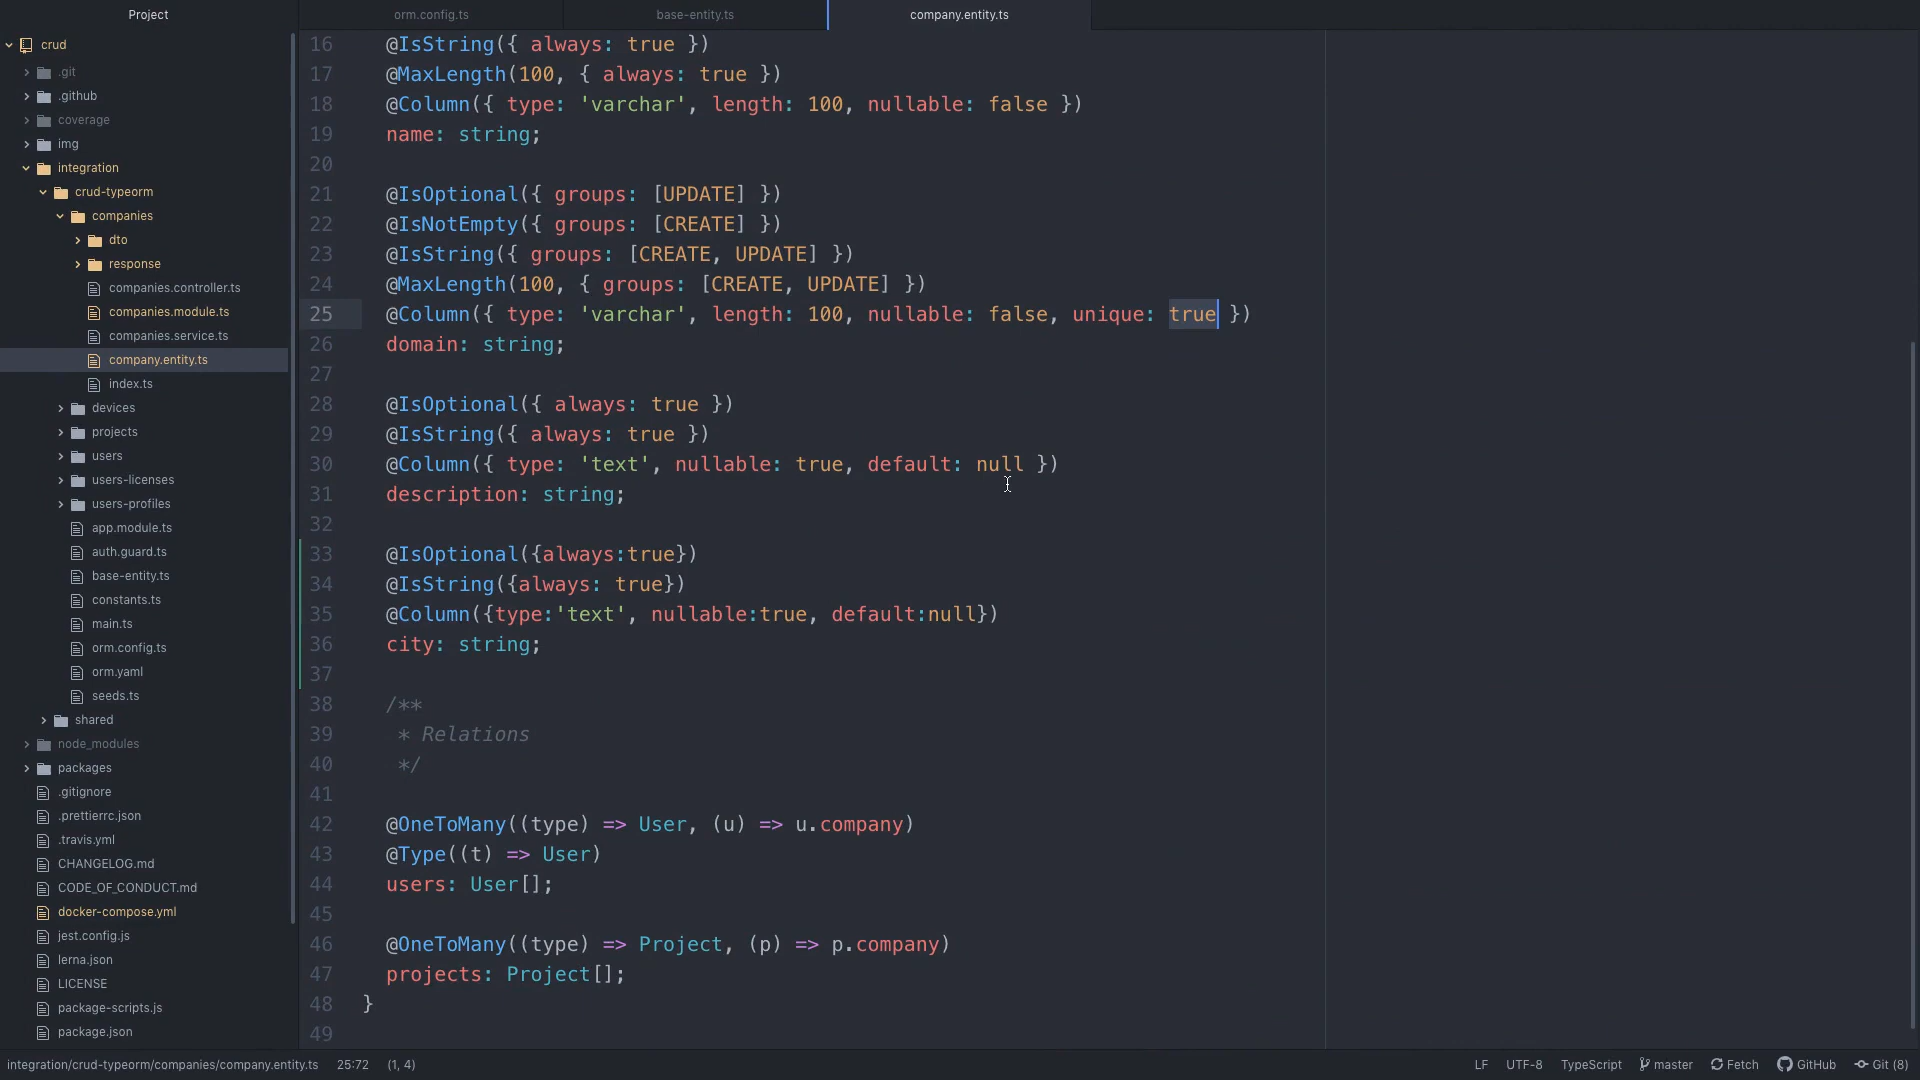 Project
orm.config.ts
base-entity.ts
company.entity.ts
crud
.git
.github
coverage
img
integration
crud-typeorm
companies
dto
response
companies.controller.ts
companies.module.ts
companies.service.ts
company.entity.ts
index.ts
devices
projects
users
users-licenses
users-profiles
app.module.ts
auth.guard.ts
base-entity.ts
constants.ts
main.ts
orm.config.ts
orm.yaml
seeds.ts
shared
node_modules
packages
.gitignore
.prettierrc.json
.travis.yml
CHANGELOG.md
CODE_OF_CONDUCT.md
docker-compose.yml
jest.config.js
lerna.json
LICENSE
package-scripts.js
package.json
16 @IsString({ always: true })
17 @MaxLength(100, { always: true })
18 @Column({ type: 'varchar', length: 100, nullable: false })
19 name: string;
20
21 @IsOptional({ groups: [UPDATE] })
22 @IsNotEmpty({ groups: [CREATE] })
23 @IsString({ groups: [CREATE, UPDATE] })
24 @MaxLength(100, { groups: [CREATE, UPDATE] })
25 @Column({ type: 'varchar', length: 100, nullable: false, unique: true })
26 domain: string;
27
28 @IsOptional({ always: true })
29 @IsString({ always: true })
30 @Column({ type: 'text', nullable: true, default: null })
31 description: string;
32
33 @IsOptional({always:true})
34 @IsString({always: true})
35 @Column({type:'text', nullable:true, default:null})
36 city: string;
37
38 /**
39 * Relations
40 */
41
42 @OneToMany((type) => User, (u) => u.company)
43 @Type((t) => User)
44 users: User[];
45
46 @OneToMany((type) => Project, (p) => p.company)
47 projects: Project[];
48 }
49
integration/crud-typeorm/companies/company.entity.ts 25:72 (1, 4) LF UTF-8 TypeScript master Fetch GitHub Git (8)